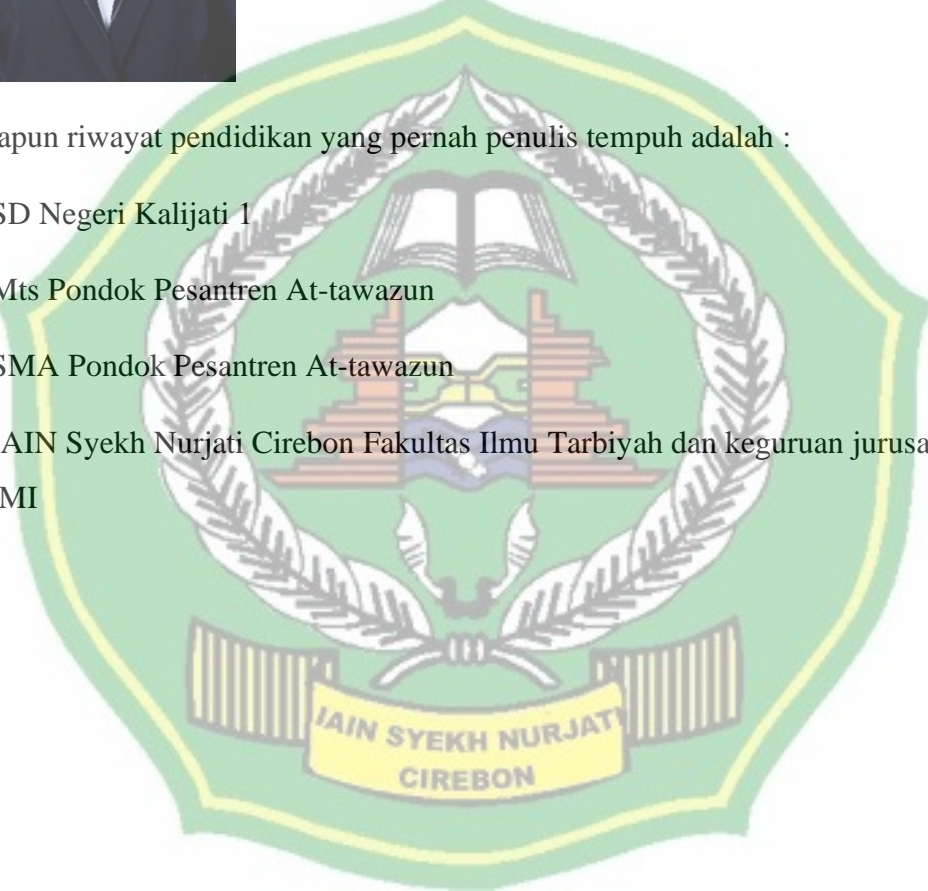 apun riwayat pendidikan yang pernah penulis tempuh adalah :
SD Negeri Kalijati 1
Mts Pondok Pesantren At-tawazun
SMA Pondok Pesantren At-tawazun
AIN Syekh Nurjati Cirebon Fakultas Ilmu Tarbiyah dan keguruan jurusa
MI
IAIN SYEKH NURJATI
CIREBON